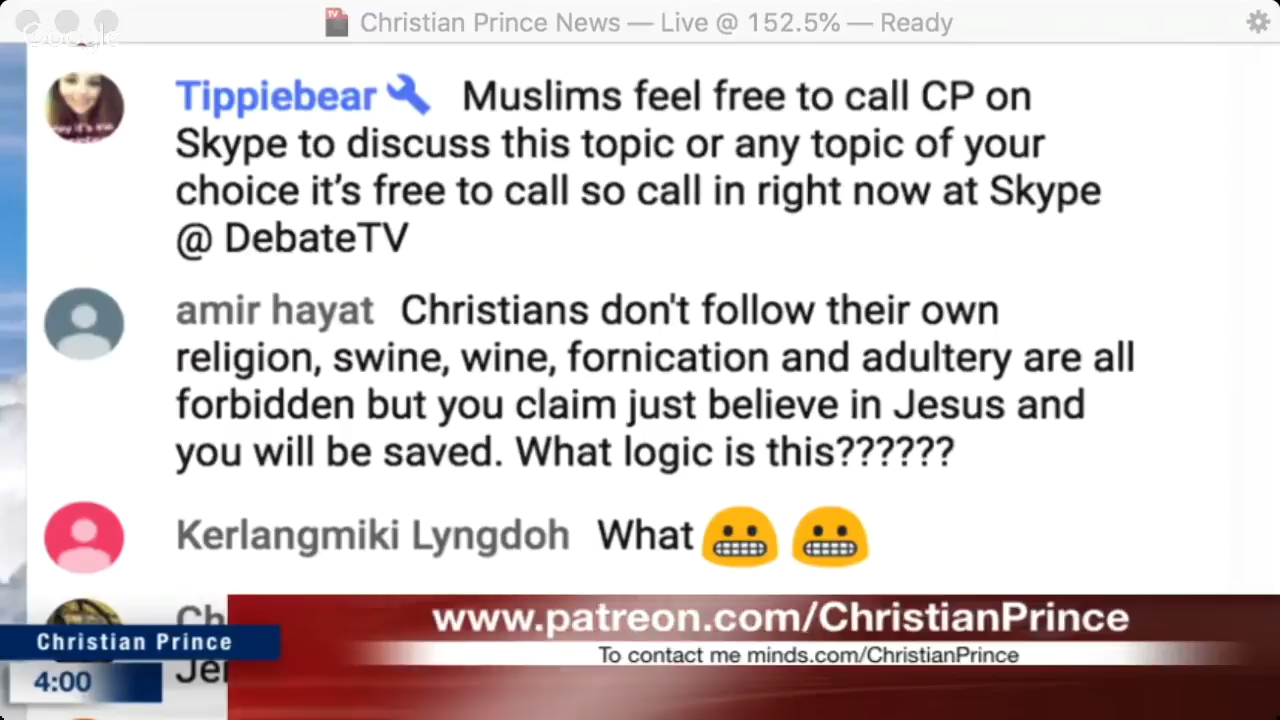 Christian Prince News — Live @ 152.5% — Ready
Google
Tippiebear Muslims feel free to call CP on
Skype to discuss this topic or any topic of your
choice it's free to call so call in right now at Skype
@ DebateTV
amir hayat Christians don't follow their own
religion, swine, wine, fornication and adultery are all
forbidden but you claim just believe in Jesus and
you will be saved. What logic is this??????
Kerlangmiki Lyngdoh What
www.patreon.com/ChristianPrince
Christian Prince
To contact me minds.com/ChristianPrince
4:00